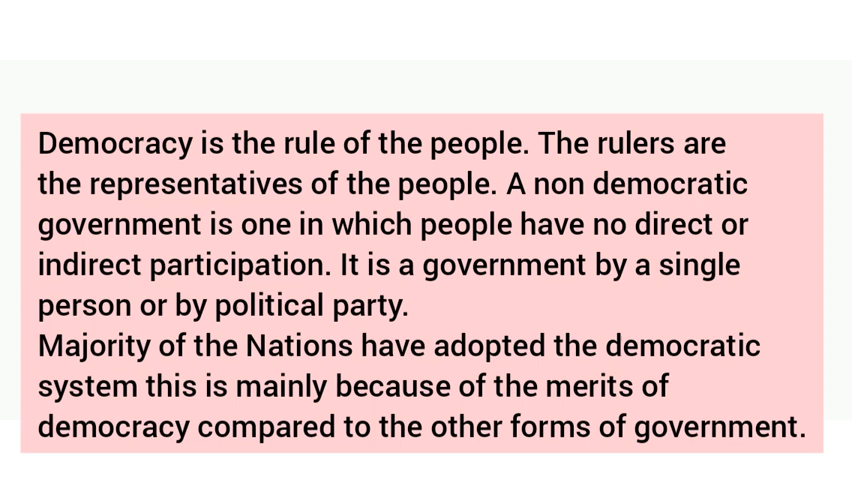 Democracy is the rule of the people. The rulers are
the representatives of the people. A non democratic
government is one in which people have no direct or
indirect participation. It is a government by a single
person or by political party.
Majority of the Nations have adopted the democratic
system this is mainly because of the merits of
democracy compared to the other forms of government.